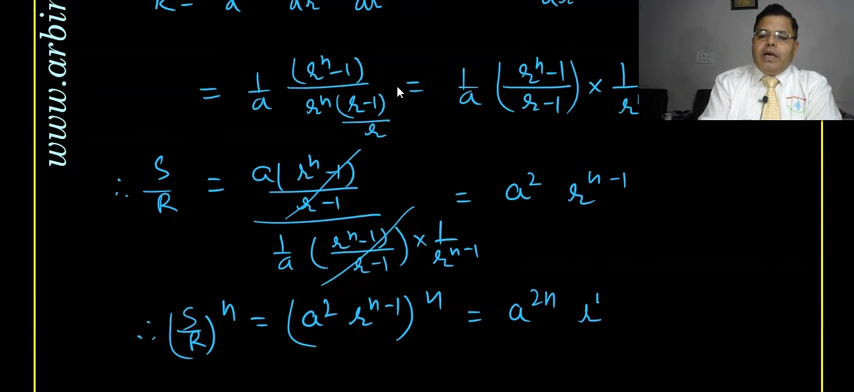 = 1/a (r^n-1)/(r^n (r-1)/r) = 1/a ((r^n-1)/(r-1)) × 1/r
∴ S/R = (a(r^n-1)/(r-1))/(1/a ((r^n-1)/(r-1)) × 1/r^(n-1)) = a^2 r^(n-1)
∴ (S/R)^n = (a^2 r^(n-1))^n = a^(2n) r
www.arbin